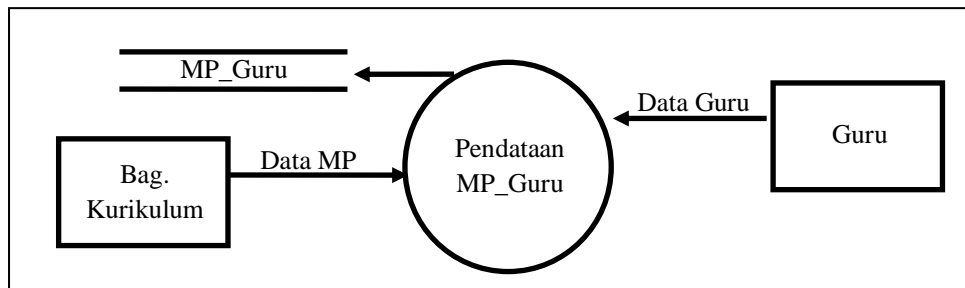 MP_Guru
Data Guru
Guru
Pendataan
MP_Guru
Data MP
Bag.
Kurikulum